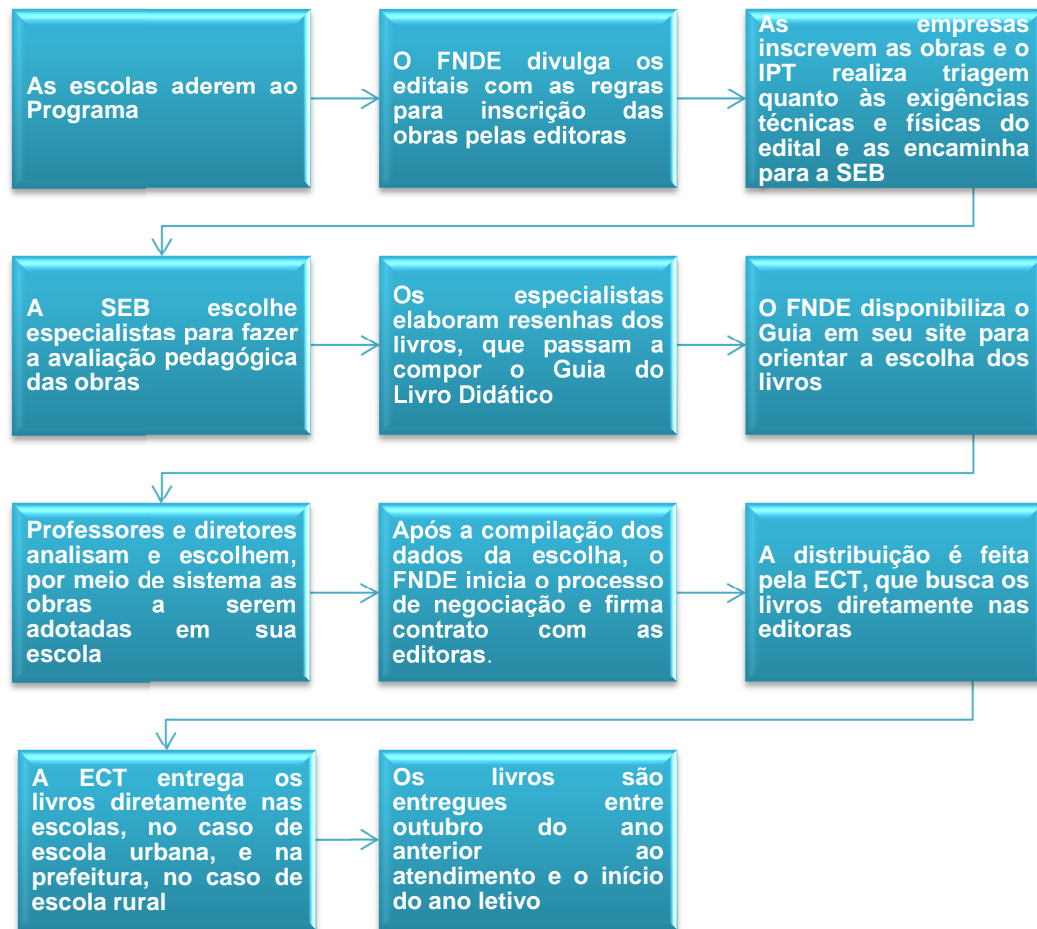 As escolas aderem ao
Programa
O FNDE divulga os
editais com as regras
para inscrição das
obras pelas editoras
As empresas
inscrevem as obras e o
IPT realiza triagem
quanto às exigências
técnicas e físicas do
edital e as encaminha
para a SEB
A SEB escolhe
especialistas para fazer
a avaliação pedagógica
das obras
Os especialistas
elaboram resenhas dos
livros, que passam a
compor o Guia do
Livro Didático
O FNDE disponibiliza o
Guia em seu site para
orientar a escolha dos
livros
Professores e diretores
analisam e escolhem,
por meio de sistema as
obras a serem
adotadas em sua
escola
Após a compilação dos
dados da escolha, o
FNDE inicia o processo
de negociação e firma
contrato com as
editoras.
A distribuição é feita
pela ECT, que busca os
livros diretamente nas
editoras
A ECT entrega os
livros diretamente nas
escolas, no caso de
escola urbana, e na
prefeitura, no caso de
escola rural
Os livros são
entregues entre
outubro do ano
anterior ao
atendimento e o início
do ano letivo